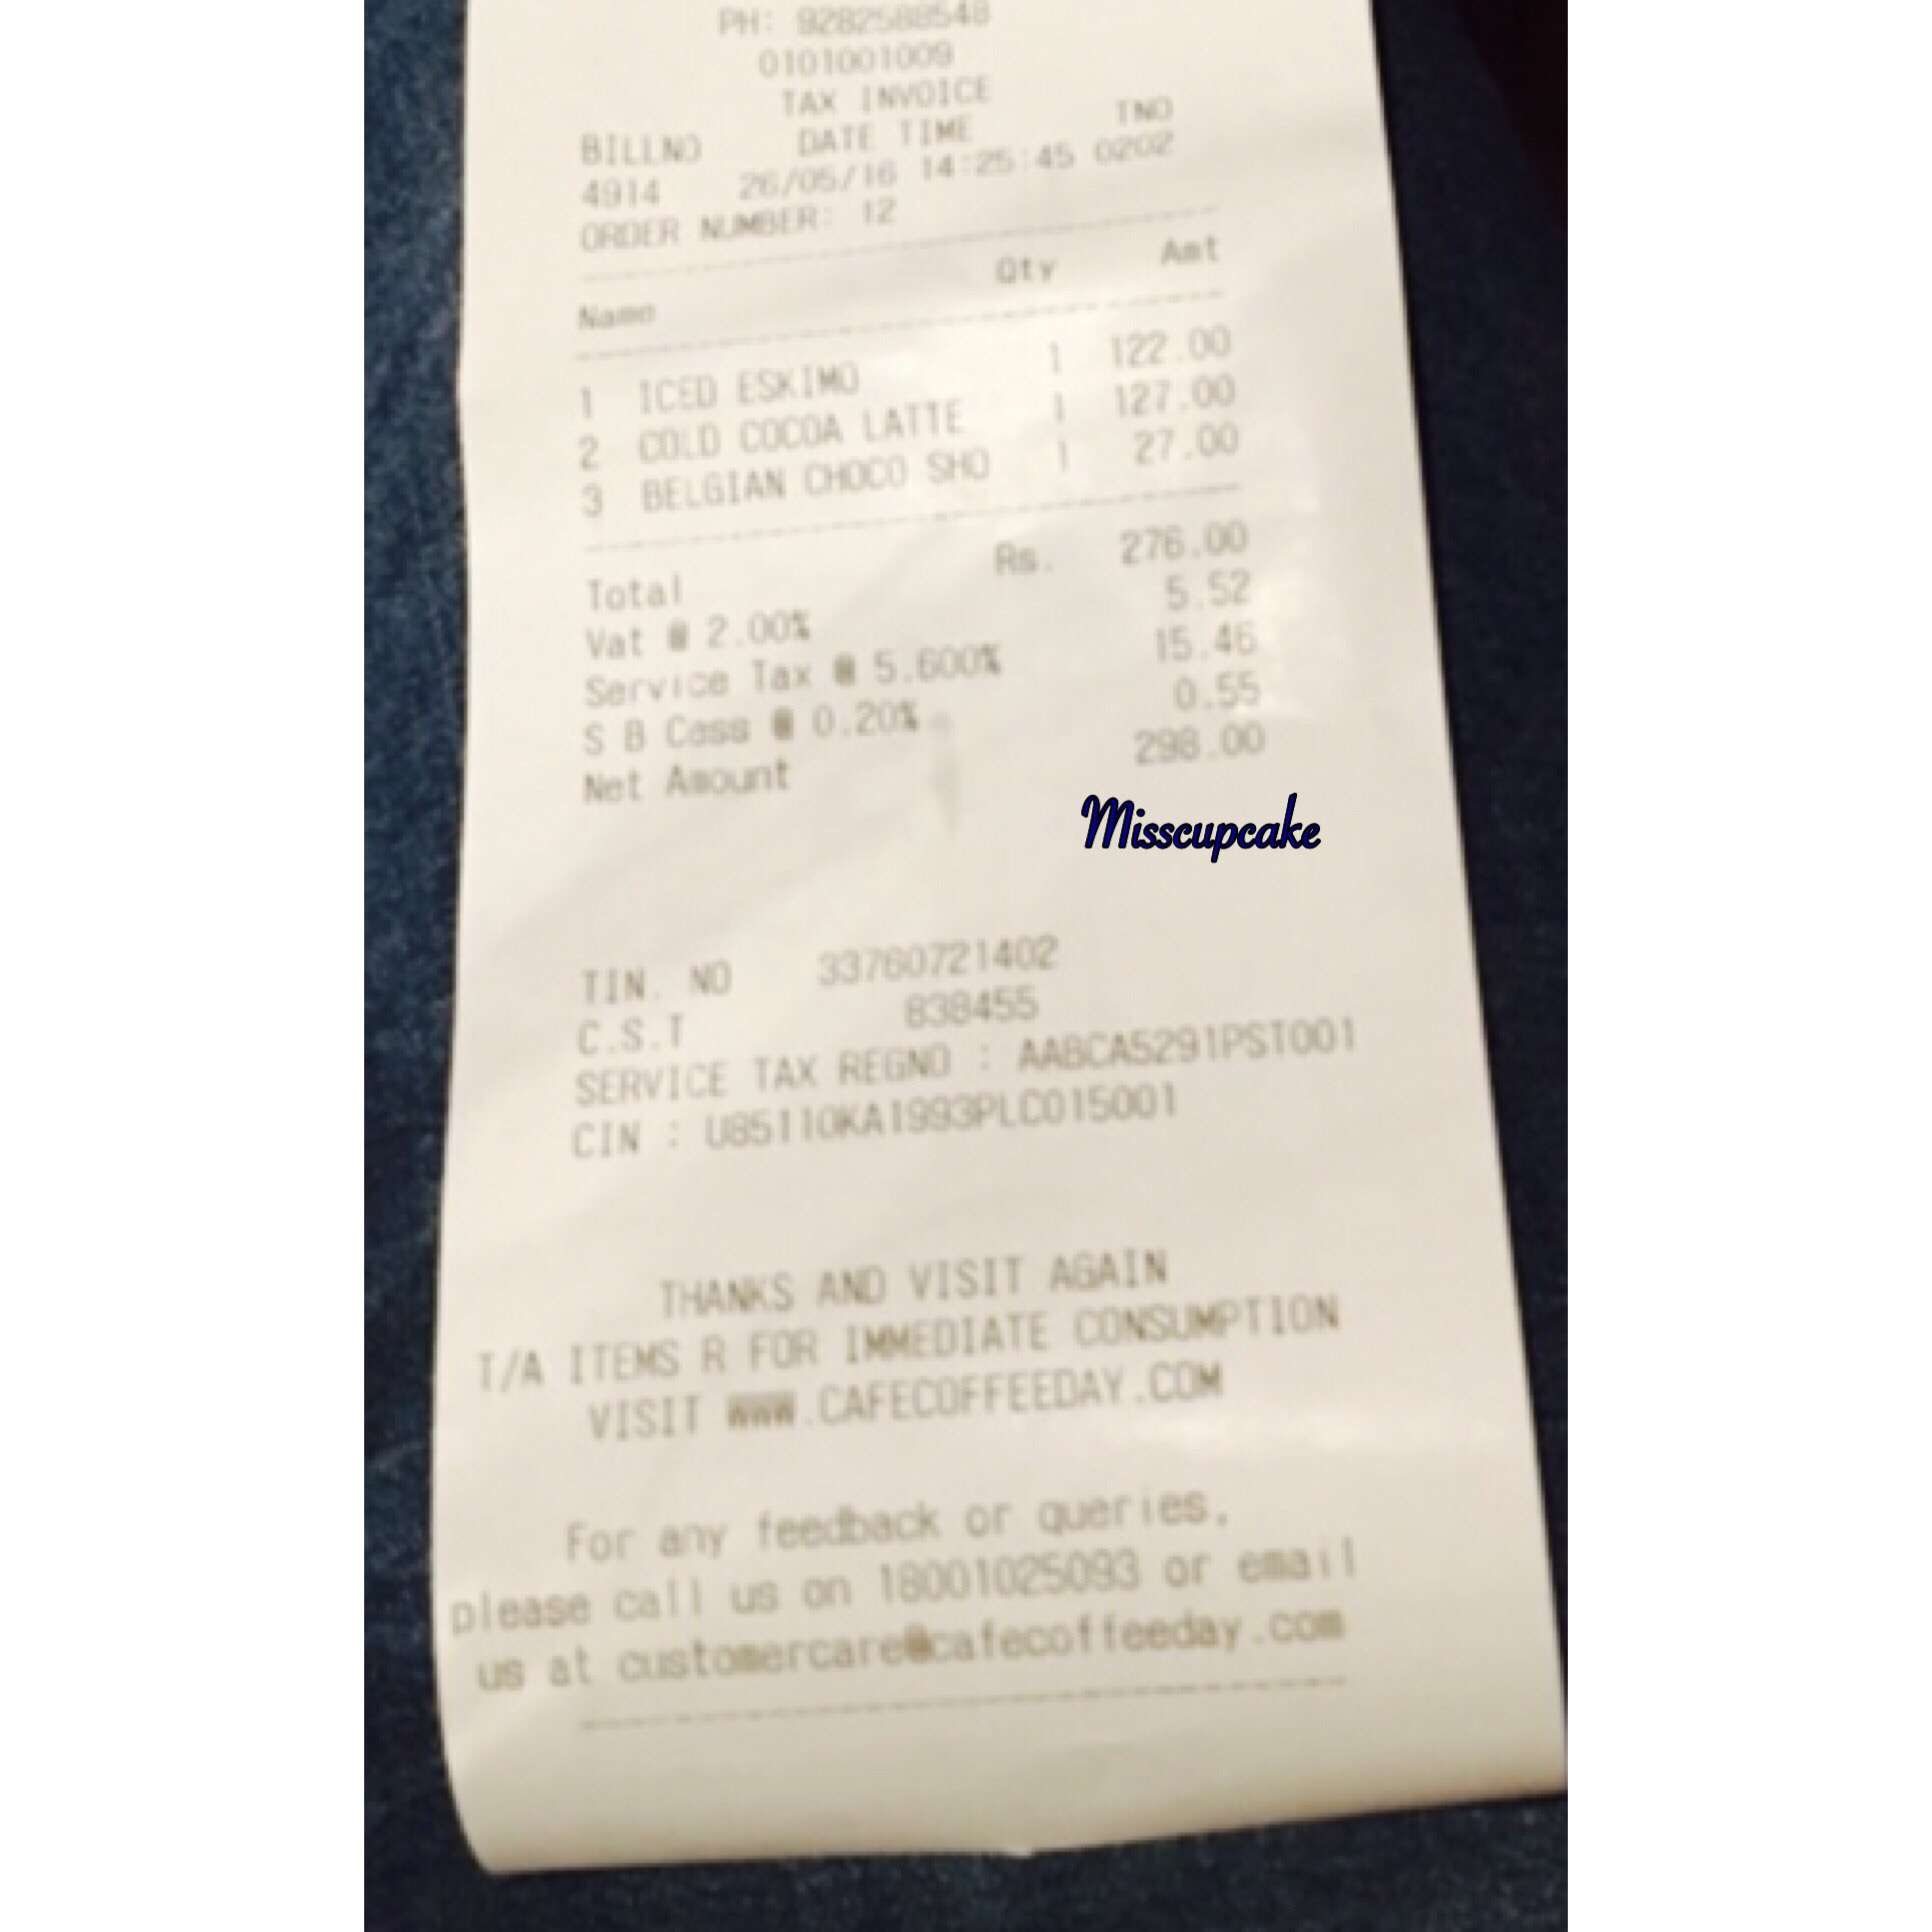 PH: 9282588548
0101001009
TAX INVOICE
BILLNO DATE TIME TNO
4914 26/05/16 14:25:45 0202
ORDER NUMBER: 12
Name Qty Amt
1 ICED ESKIMO 1 122.00
2 COLD COCOA LATTE 1 127.00
3 BELGIAN CHOCO SHO 1 27.00
Total Rs. 276.00
Vat @ 2.00% 5.52
Service Tax @ 5.600% 15.46
S B Cess @ 0.20% 0.55
Net Amount 298.00
Misscupcake
TIN. NO 33760721402
C.S.T 838455
SERVICE TAX REGNO : AABCA5291PST001
CIN : U85110KA1993PLC015001
THANKS AND VISIT AGAIN
T/A ITEMS R FOR IMMEDIATE CONSUMPTION
VISIT WWW.CAFECOFFEEDAY.COM
For any feedback or queries,
please call us on 18001025093 or email
us at customercare@cafecoffeeday.com